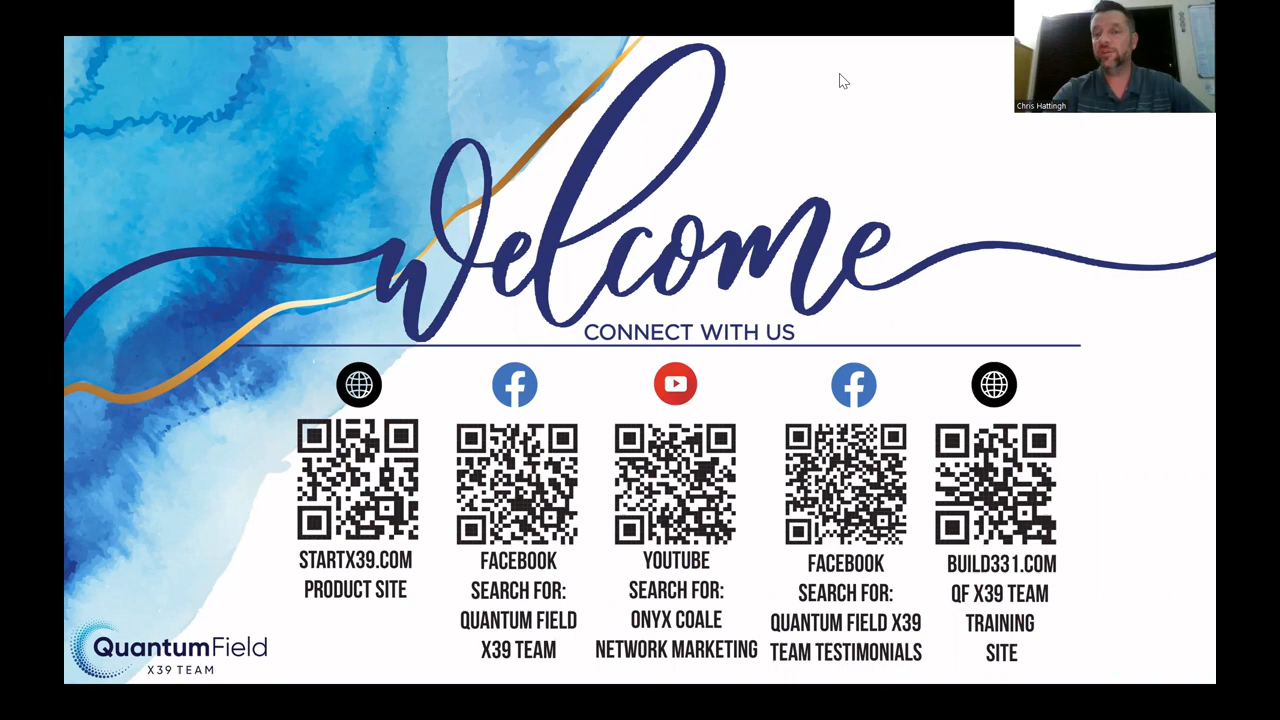 Chris Hattingh
welcome
CONNECT WITH US
STARTX39.COM
PRODUCT SITE
FACEBOOK
SEARCH FOR:
QUANTUM FIELD
X39 TEAM
YOUTUBE
SEARCH FOR:
ONYX COALE
NETWORK MARKETING
FACEBOOK
SEARCH FOR:
QUANTUM FIELD X39
TEAM TESTIMONIALS
BUILD331.COM
QF X39 TEAM
TRAINING
SITE
QuantumField
X39 TEAM